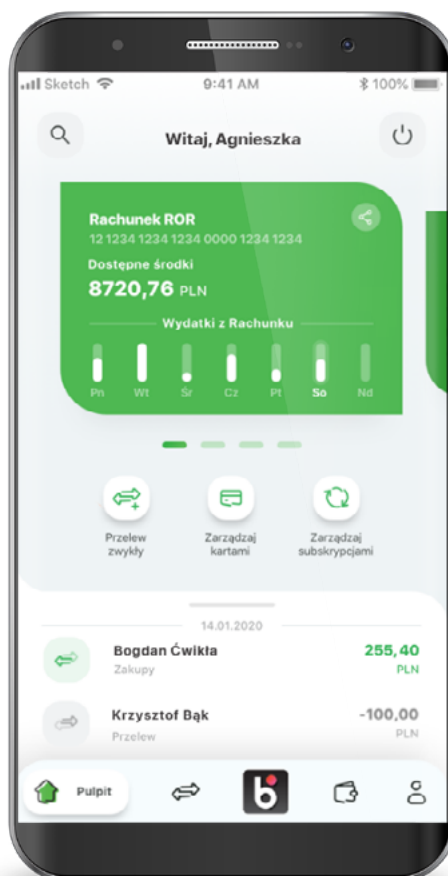 Sketch 9:41 AM 100%
Witaj, Agnieszka
Rachunek ROR
12 1234 1234 1234 0000 1234 1234
Dostępne środki
8720,76 PLN
Wydatki z Rachunku
Pn Wt Śr Cz Pt So Nd
Przelew zwykły
Zarządzaj kartami
Zarządzaj subskrypcjami
14.01.2020
Bogdan Ćwikła 255,40
Zakupy PLN
Krzysztof Bąk -100,00
Przelew PLN
Pulpit b